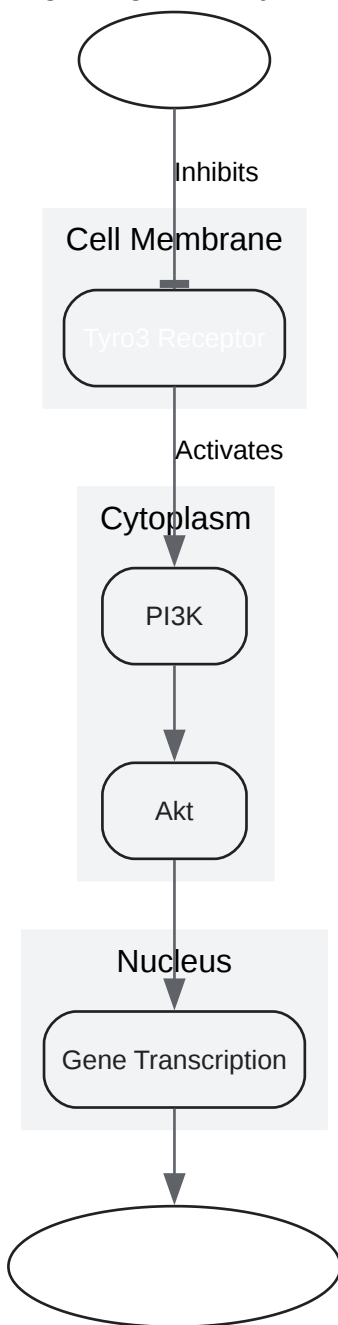 Inhibits
Cell Membrane
Tyro3 Receptor
Activates
Cytoplasm
PI3K
Akt
Nucleus
Gene Transcription